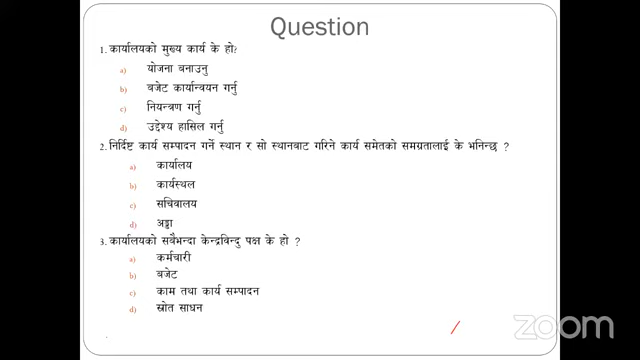 Question
1. कार्यालयको मुख्य कार्य के हो?
a) योजना बनाउनु
b) बजेट कार्यान्वयन गर्नु
c) नियन्त्रण गर्नु
d) उद्देश्य हासिल गर्नु
2. निर्दिष्ट कार्य सम्पादन गर्ने स्थान र सो स्थानबाट गरिने कार्य समेतको समग्रतालाई के भनिन्छ ?
a) कार्यालय
b) कार्यस्थल
c) सचिवालय
d) अड्डा
3. कार्यालयको सबैभन्दा केन्द्रविन्दु पक्ष के हो ?
a) कर्मचारी
b) बजेट
c) काम तथा कार्य सम्पादन
d) स्रोत साधन
zoom